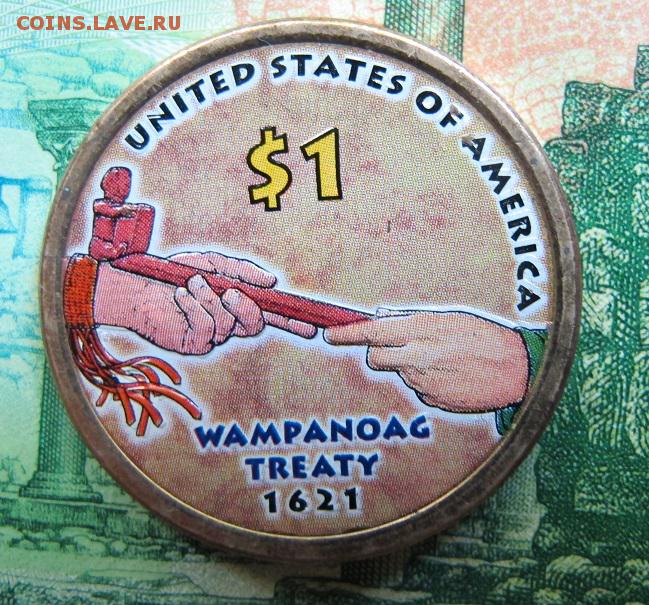 COINS.LAVE.RU
UNITED STATES OF AMERICA
$1
WAMPANOAG
TREATY
1621